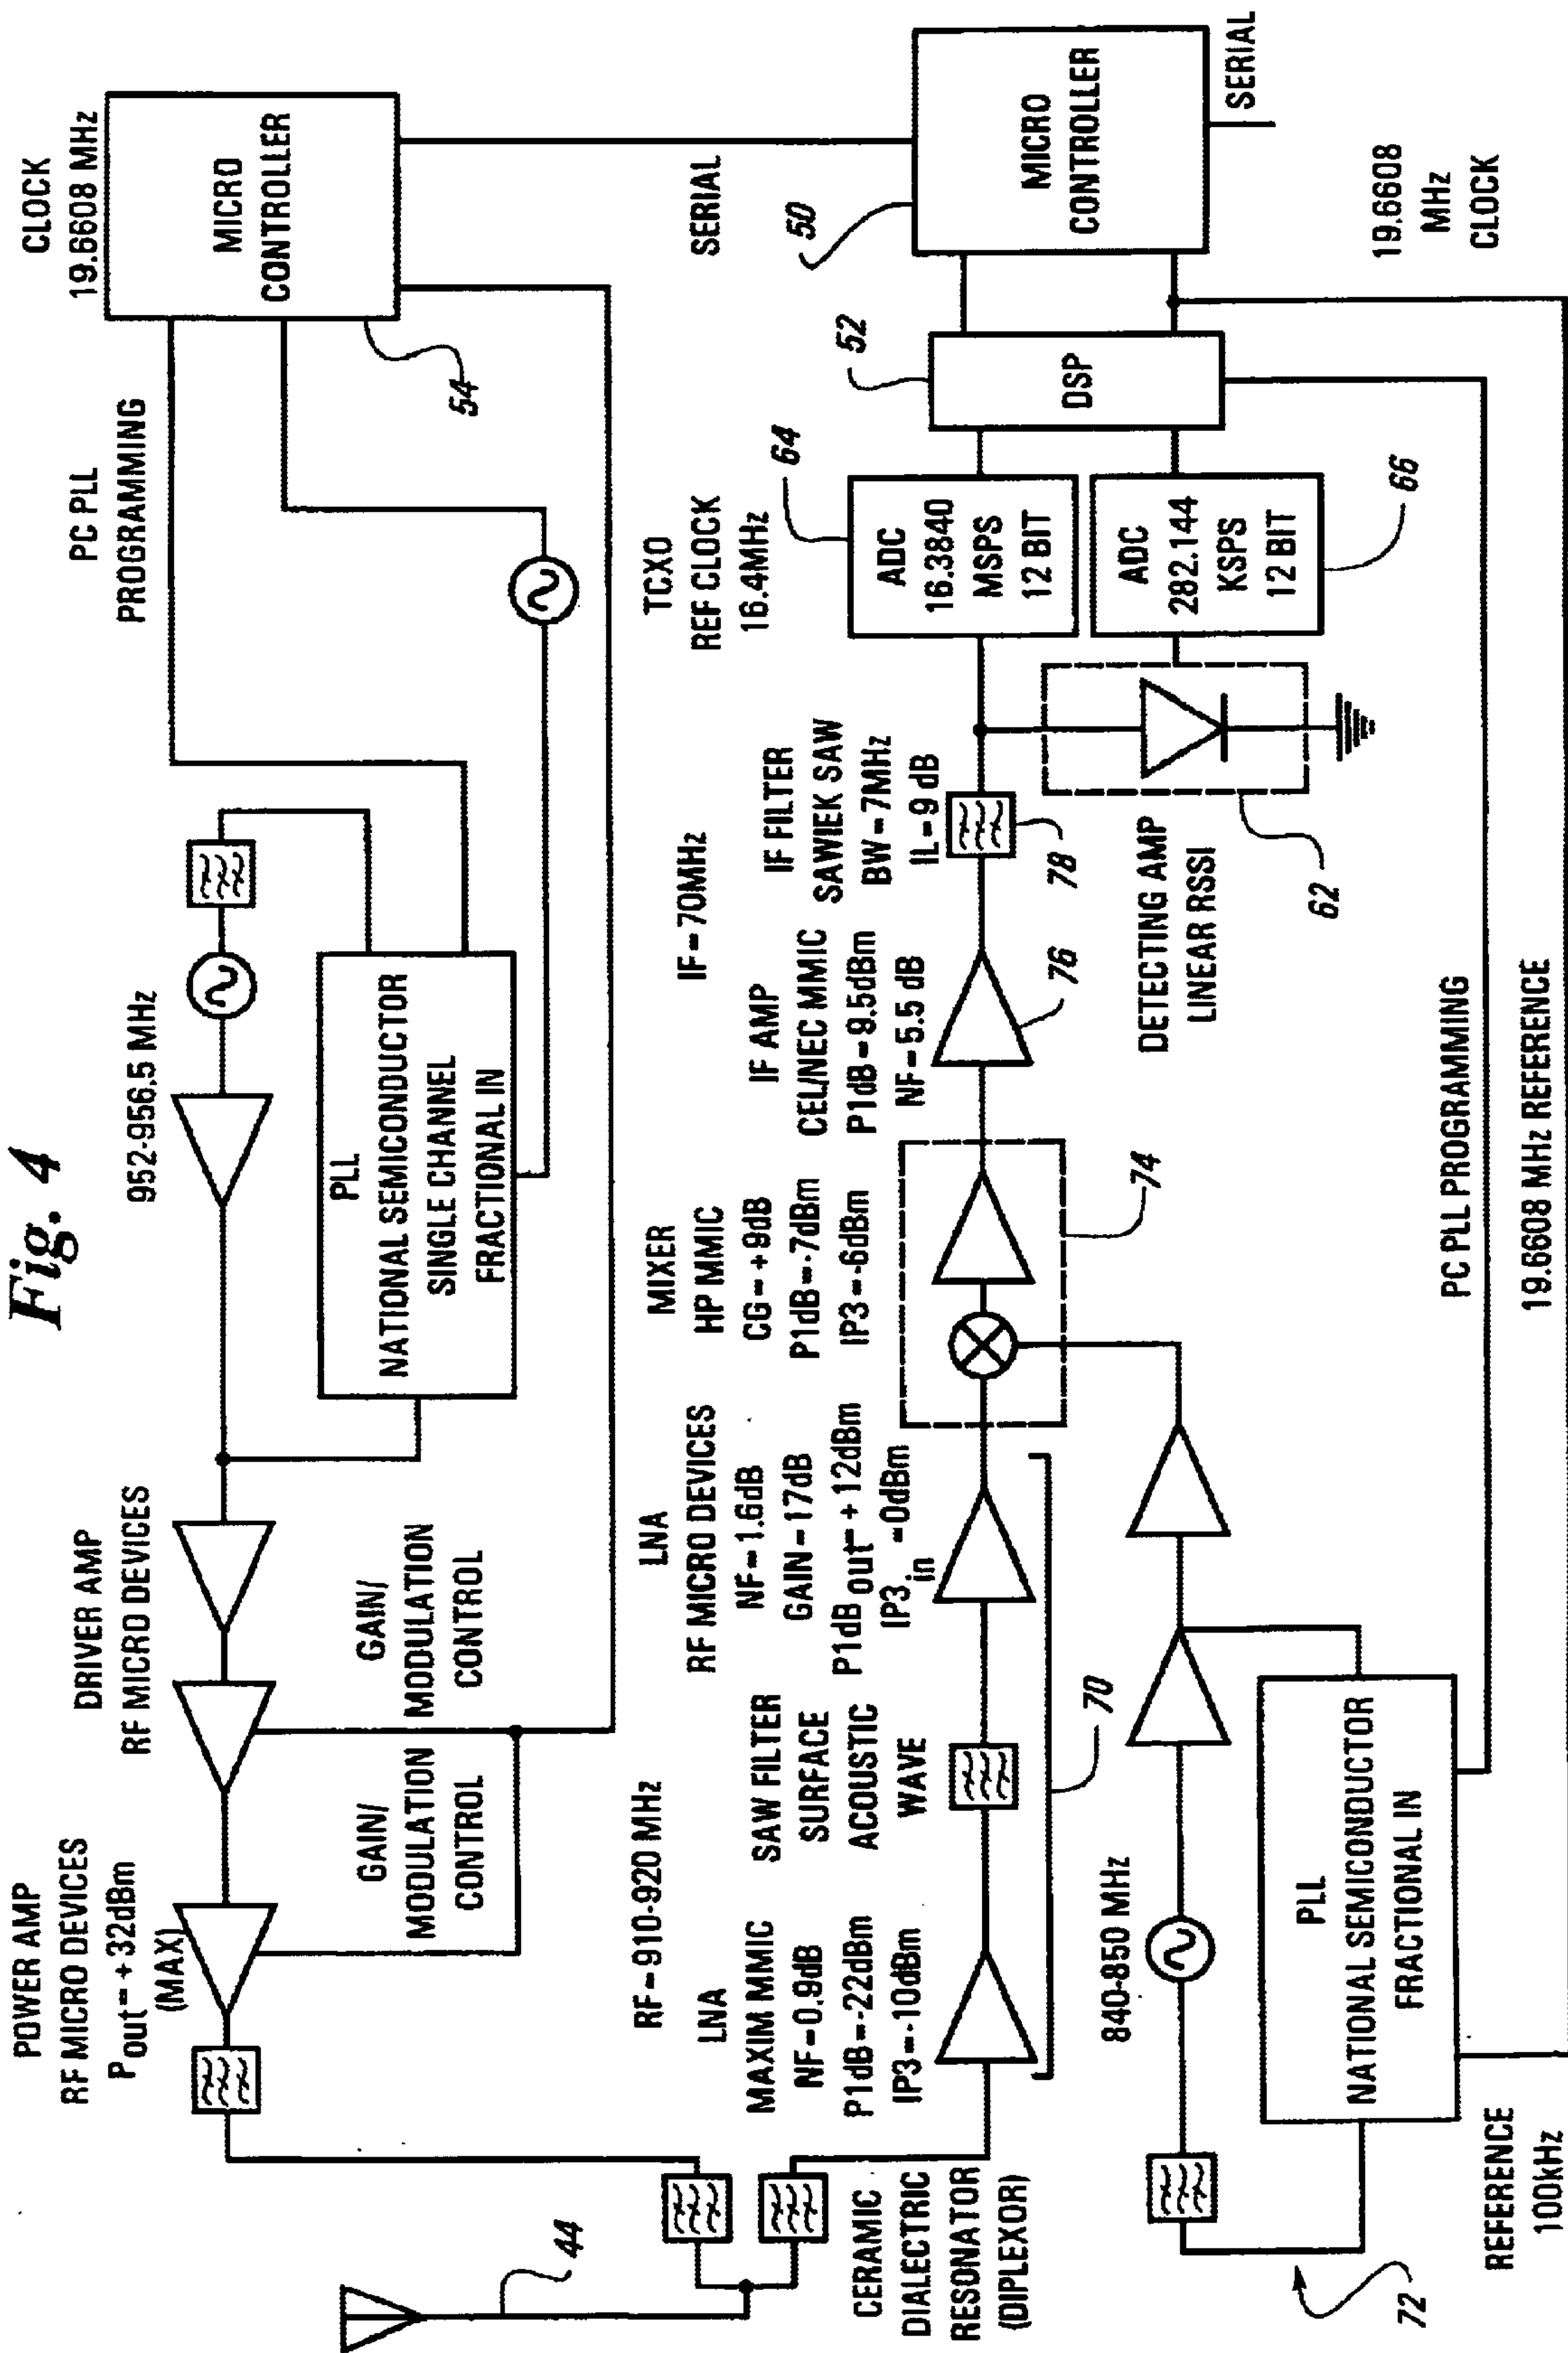 Fig. 4
POWER AMP
RF MICRO DEVICES
Pout = +32dBm
(MAX)
DRIVER AMP
RF MICRO DEVICES
952-956.5 MHz
PC PLL
PROGRAMMING
CLOCK
19.6608 MHz
GAIN/
MODULATION
CONTROL
GAIN/
MODULATION
CONTROL
PLL
NATIONAL SEMICONDUCTOR
SINGLE CHANNEL
FRACTIONAL IN
MICRO
CONTROLLER
54
44
RF=910-920 MHz
LNA
MAXIM MMIC
NF=0.9dB
P1dB=-22dBm
IP3=-10dBm
SAW FILTER
SURFACE
ACOUSTIC
WAVE
LNA
RF MICRO DEVICES
NF=1.6dB
GAIN=17dB
P1dB out = +12dBm
IP3in =0dBm
MIXER
HP MMIC
CG=+9dB
P1dB=-7dBm
IP3=-6dBm
IF=70MHz
IF AMP
CEL/NEC MMIC
P1dB=9.5dBm
NF=5.5 dB
IF FILTER
SAWIEK SAW
BW=7MHz
IL=9 dB
TCXO
REF CLOCK
16.4MHz
SERIAL
64
52
50
ADC
16.3840
MSPS
12 BIT
ADC
282.144
KSPS
12 BIT
DSP
MICRO
CONTROLLER
SERIAL
CERAMIC
DIALECTRIC
RESONATOR
(DIPLEXOR)
70
74
76
78
66
DETECTING AMP
LINEAR RSSI
62
840-850 MHz
PLL
NATIONAL SEMICONDUCTOR
FRACTIONAL IN
72
PC PLL PROGRAMMING
19.6608
MHz
CLOCK
REFERENCE
100kHz
19.6608 MHz REFERENCE